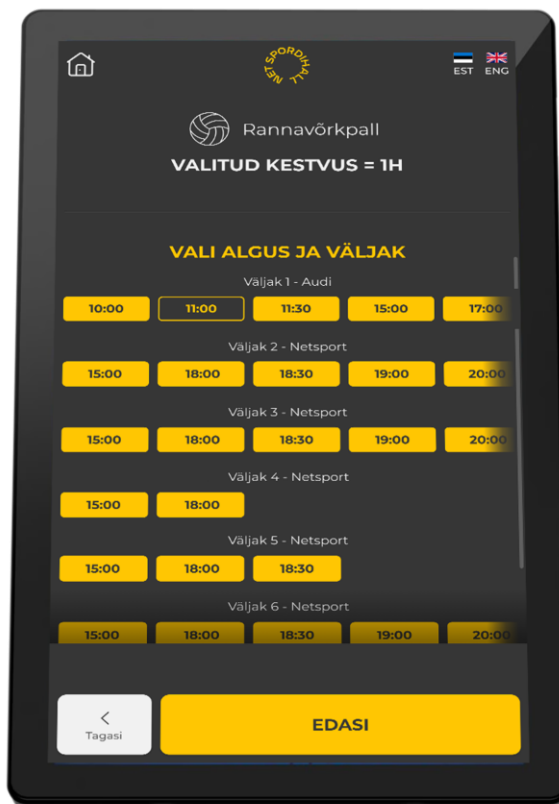 NETSPORDIHALL
EST ENG
Rannavõrkpall
VALITUD KESTVUS = 1H
VALI ALGUS JA VÄLJAK
Väljak 1 - Audi
10:00 11:00 11:30 15:00 17:00
Väljak 2 - Netsport
15:00 18:00 18:30 19:00 20:00
Väljak 3 - Netsport
15:00 18:00 18:30 19:00 20:00
Väljak 4 - Netsport
15:00 18:00
Väljak 5 - Netsport
15:00 18:00 18:30
Väljak 6 - Netsport
15:00 18:00 18:30 19:00 20:00
Tagasi
EDASI